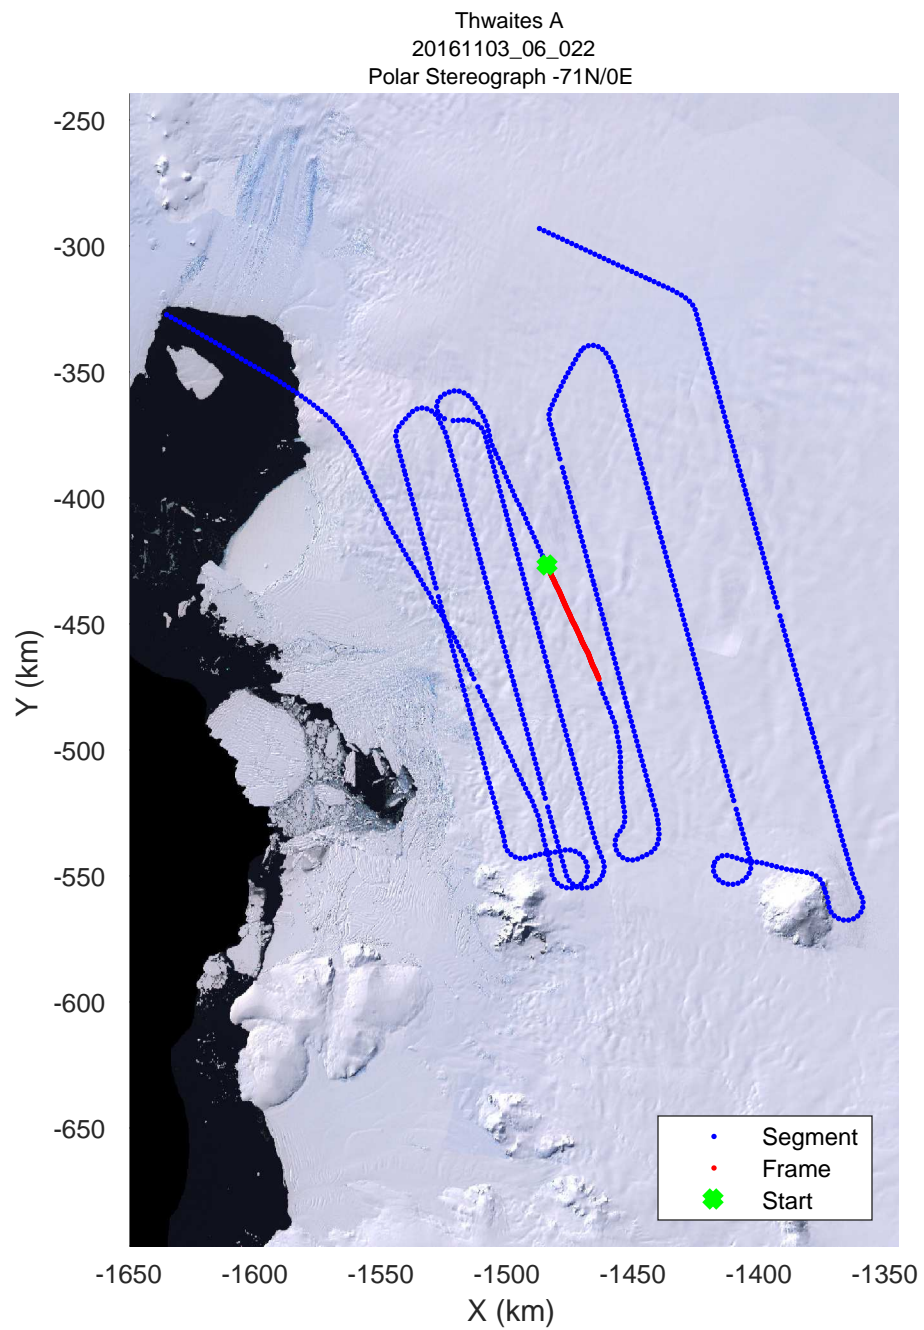 Thwaites A
20161103_06_022
Polar Stereograph -71N/0E
-250
-300
-350
-400
-450
-500
-550
-600
-650
Y (km)
Segment
Frame
Start
-1650 -1600 -1550 -1500 -1450 -1400 -1350
X (km)